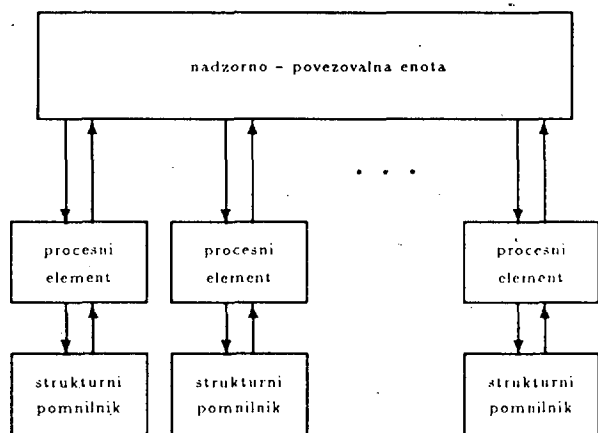 nadzorno - povezovalna enota
. . .
procesni
element
procesni
element
procesni
element
strukturni
pomnilnik
strukturni
pomnilnik
strukturni
pomnilnik